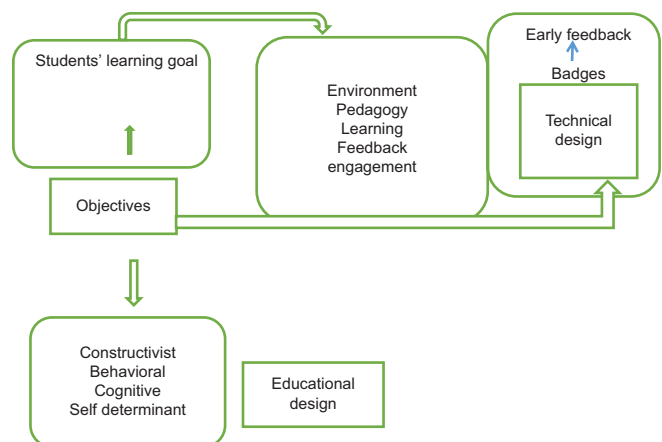 Students’ learning goal
Objectives
Environment
Pedagogy
Learning
Feedback
engagement
Early feedback
Badges
Technical
design
Constructivist
Behavioral
Cognitive
Self determinant
Educational
design